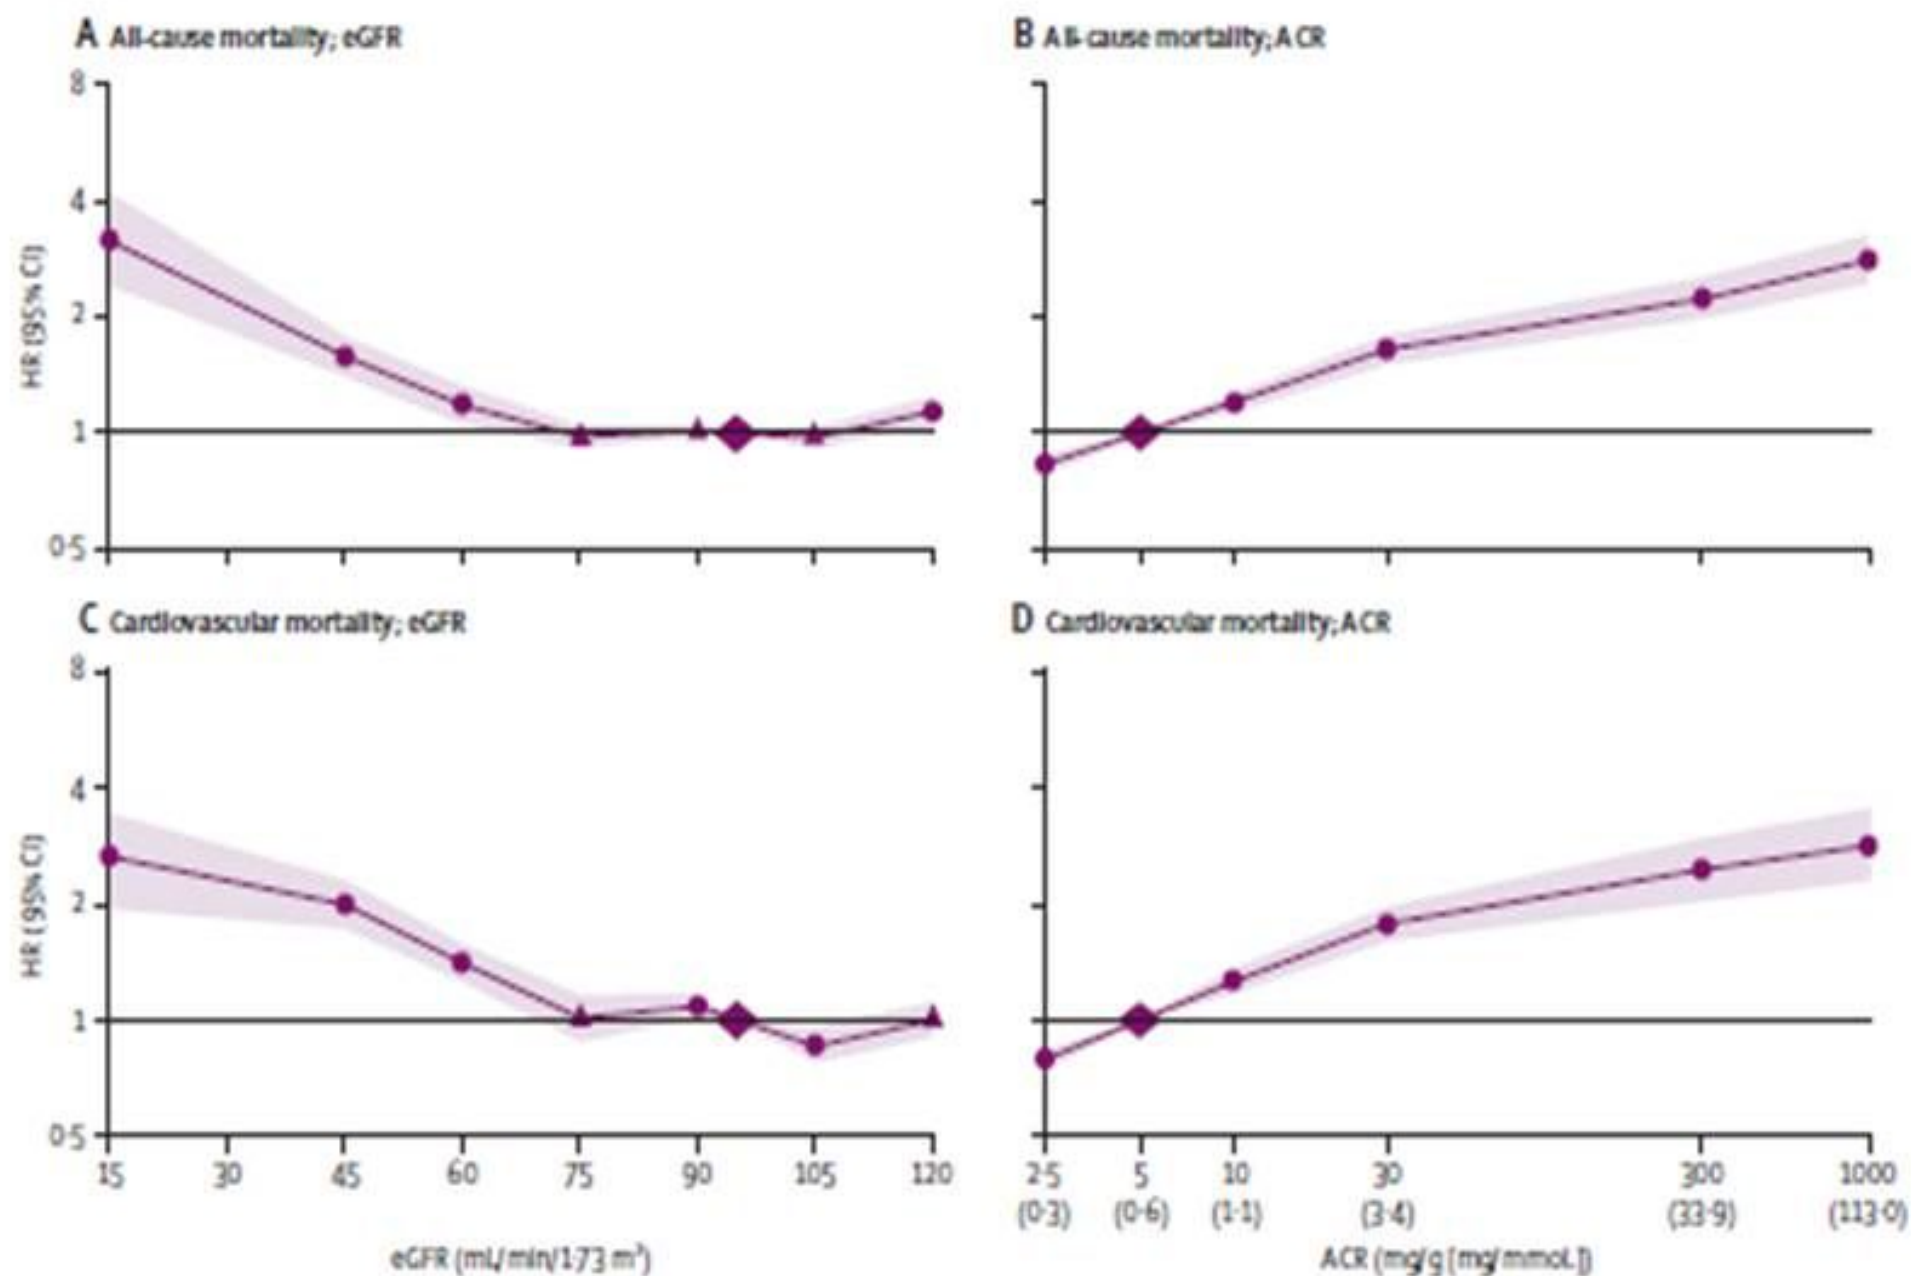 A All-cause mortality; eGFR
B All-cause mortality; ACR
8
4
2
1
0·5
HR (95% CI)
C Cardiovascular mortality; eGFR
D Cardiovascular mortality; ACR
8
4
2
1
0·5
HR (95% CI)
15 30 45 60 75 90 105 120
eGFR (mL/min/1·73 m²)
2·5 5 10 30 300 1000
(0·3) (0·6) (1·1) (3·4) (33·9) (113·0)
ACR (mg/g [mg/mmoL])